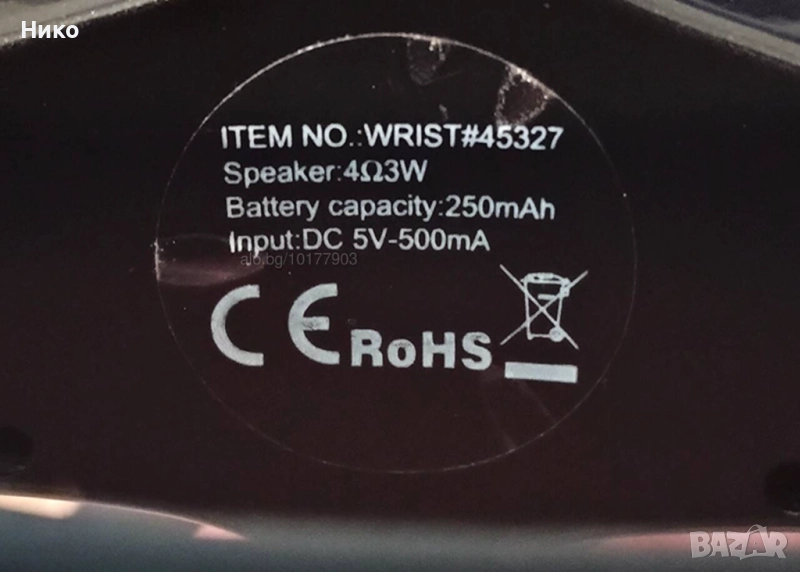 Нико
ITEM NO.:WRIST#45327
Speaker:4Ω3W
Battery capacity:250mAh
Input:DC 5V-500mA
alo.bg/10177903
CE RoHS
BAZAR